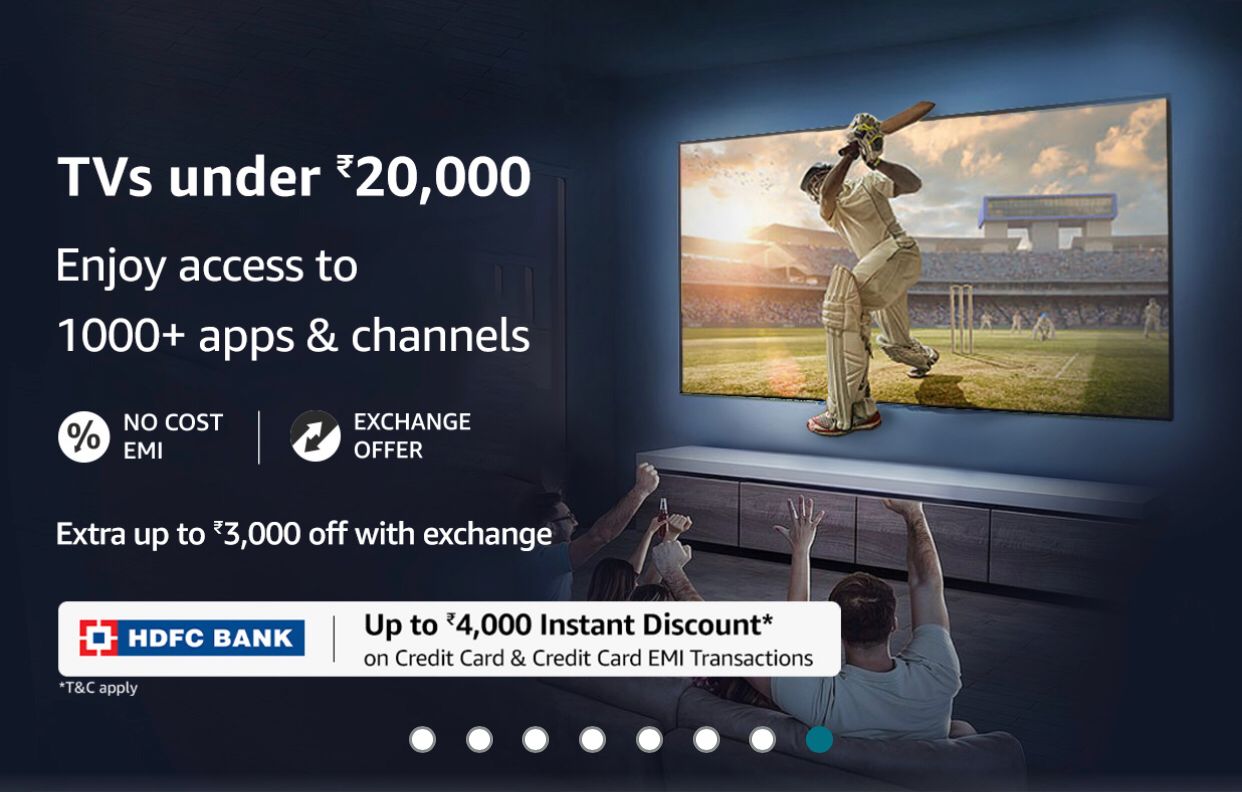 TVs under ₹20,000
Enjoy access to
1000+ apps & channels
NO COST
EMI
EXCHANGE
OFFER
Extra up to ₹3,000 off with exchange
HDFC BANK
Up to ₹4,000 Instant Discount*
on Credit Card & Credit Card EMI Transactions
*T&C apply